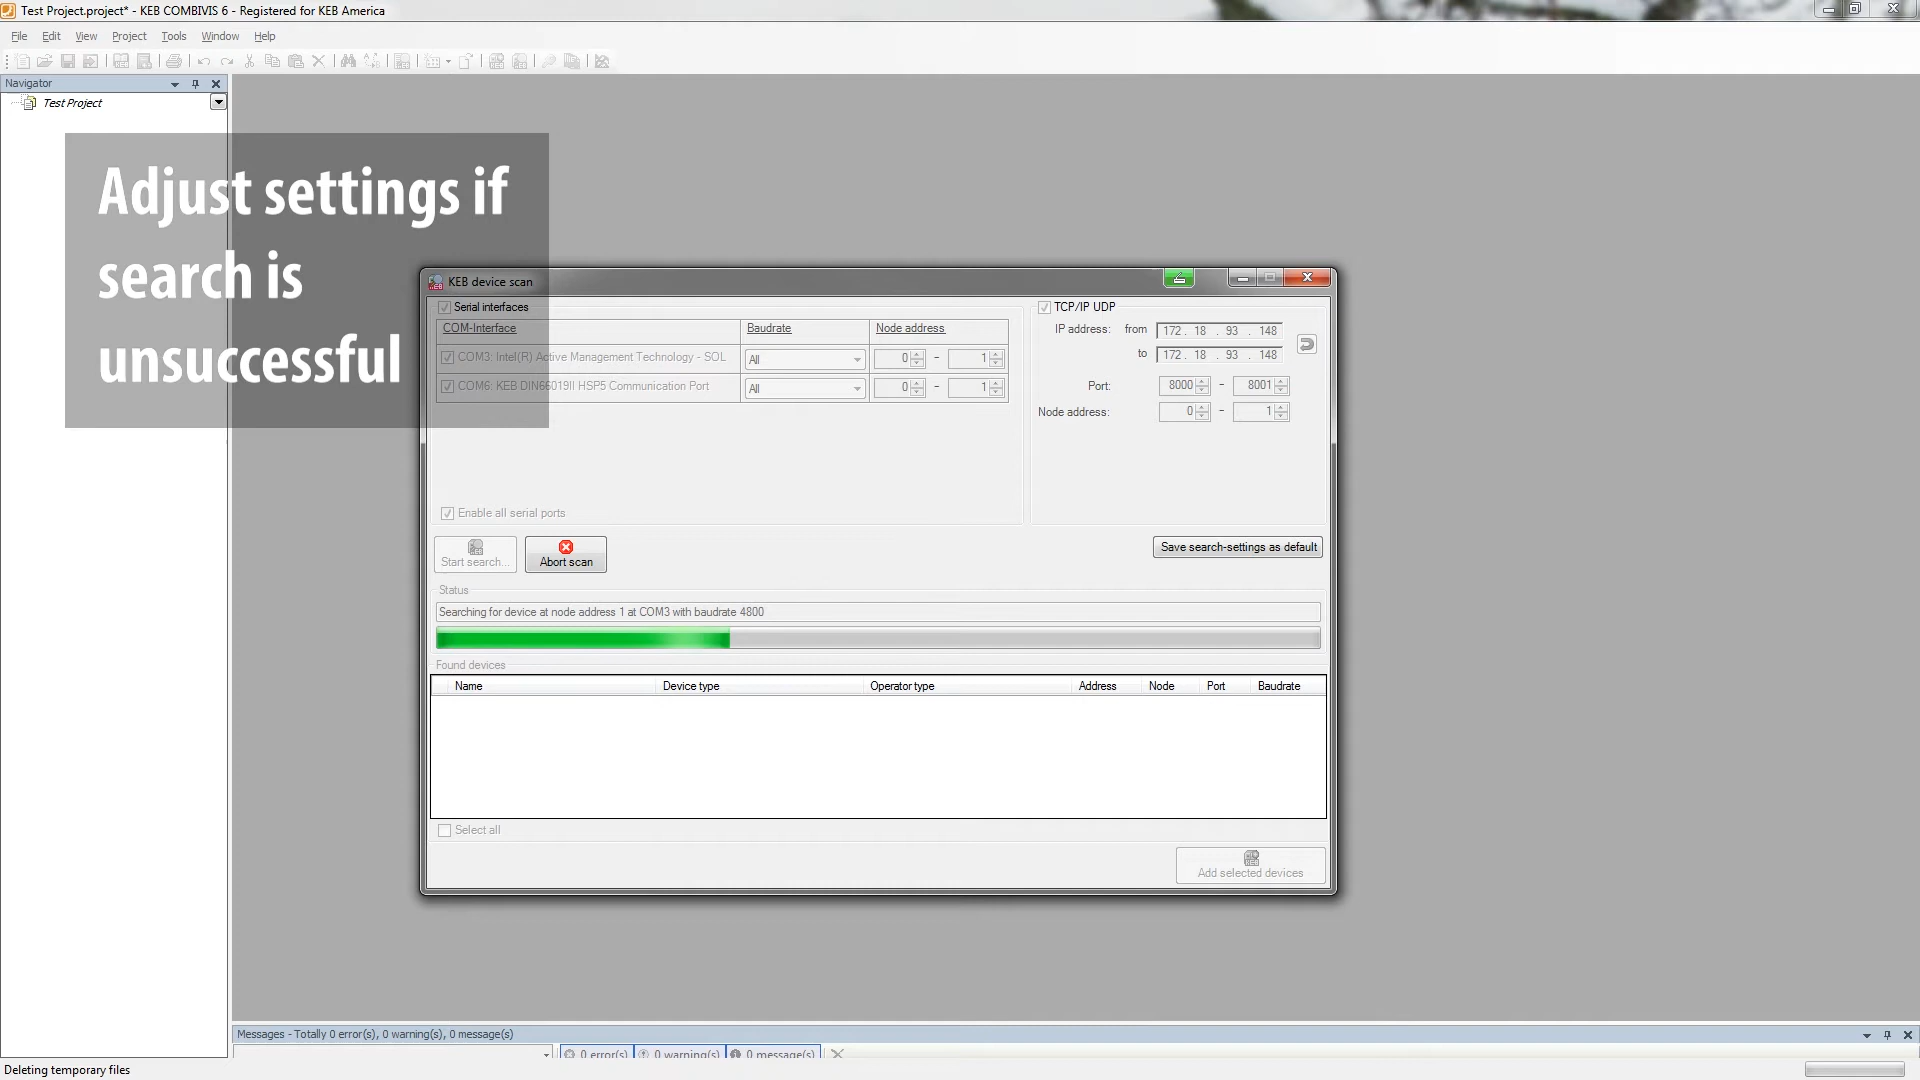 Test Project.project* - KEB COMBIVIS 6 - Registered for KEB America
File Edit View Project Tools Window Help
Navigator
Test Project
Adjust settings if
search is
unsuccessful
KEB device scan
Serial interfaces
COM-Interface Baudrate Node address
COM3: Intel(R) Active Management Technology - SOL All 0 - 1
COM6: KEB DIN66019II HSP5 Communication Port All 0 - 1
Enable all serial ports
TCP/IP UDP
IP address: from 172 . 18 . 93 . 148
to 172 . 18 . 93 . 148
Port: 8000 - 8001
Node address: 0 - 1
Start search... Abort scan Save search-settings as default
Status
Searching for device at node address 1 at COM3 with baudrate 4800
Found devices
Name Device type Operator type Address Node Port Baudrate
Select all
Add selected devices
Messages - Totally 0 error(s), 0 warning(s), 0 message(s)
0 error(s) 0 warning(s) 0 message(s)
Deleting temporary files